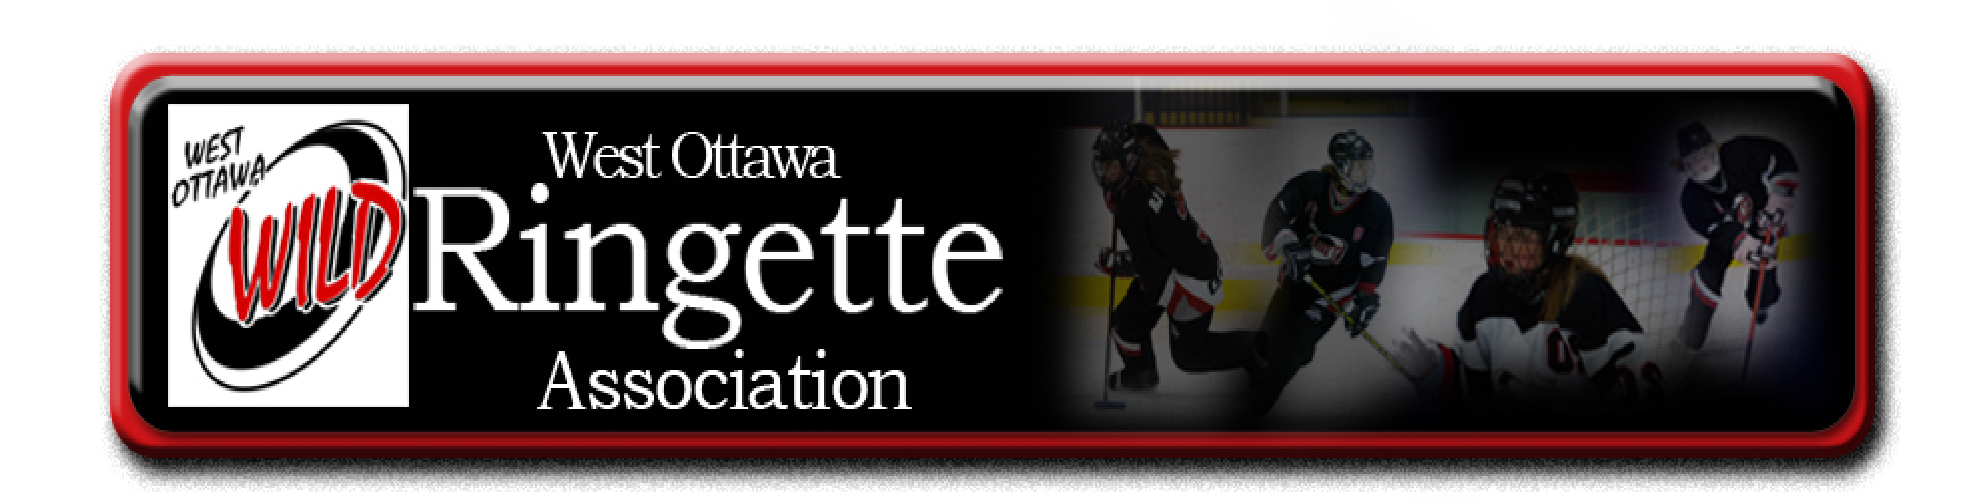 WEST
OTTAWA
WILD
West Ottawa
Ringette
Association